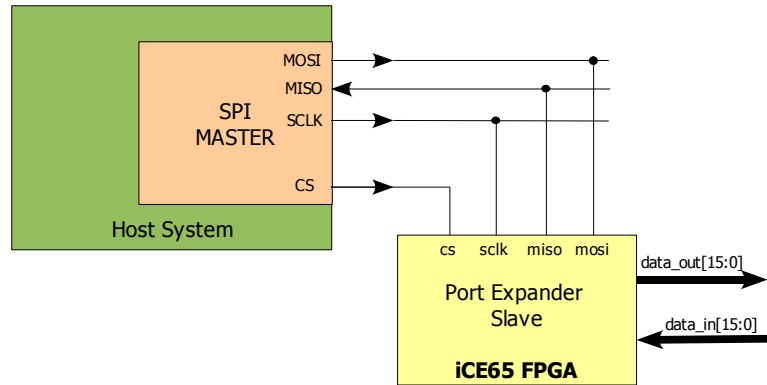 MOSI
MISO
SPI
MASTER
SCLK
CS
Host System
cs sclk miso mosi
data_out[15:0]
Port Expander
Slave
data_in[15:0]
iCE65 FPGA